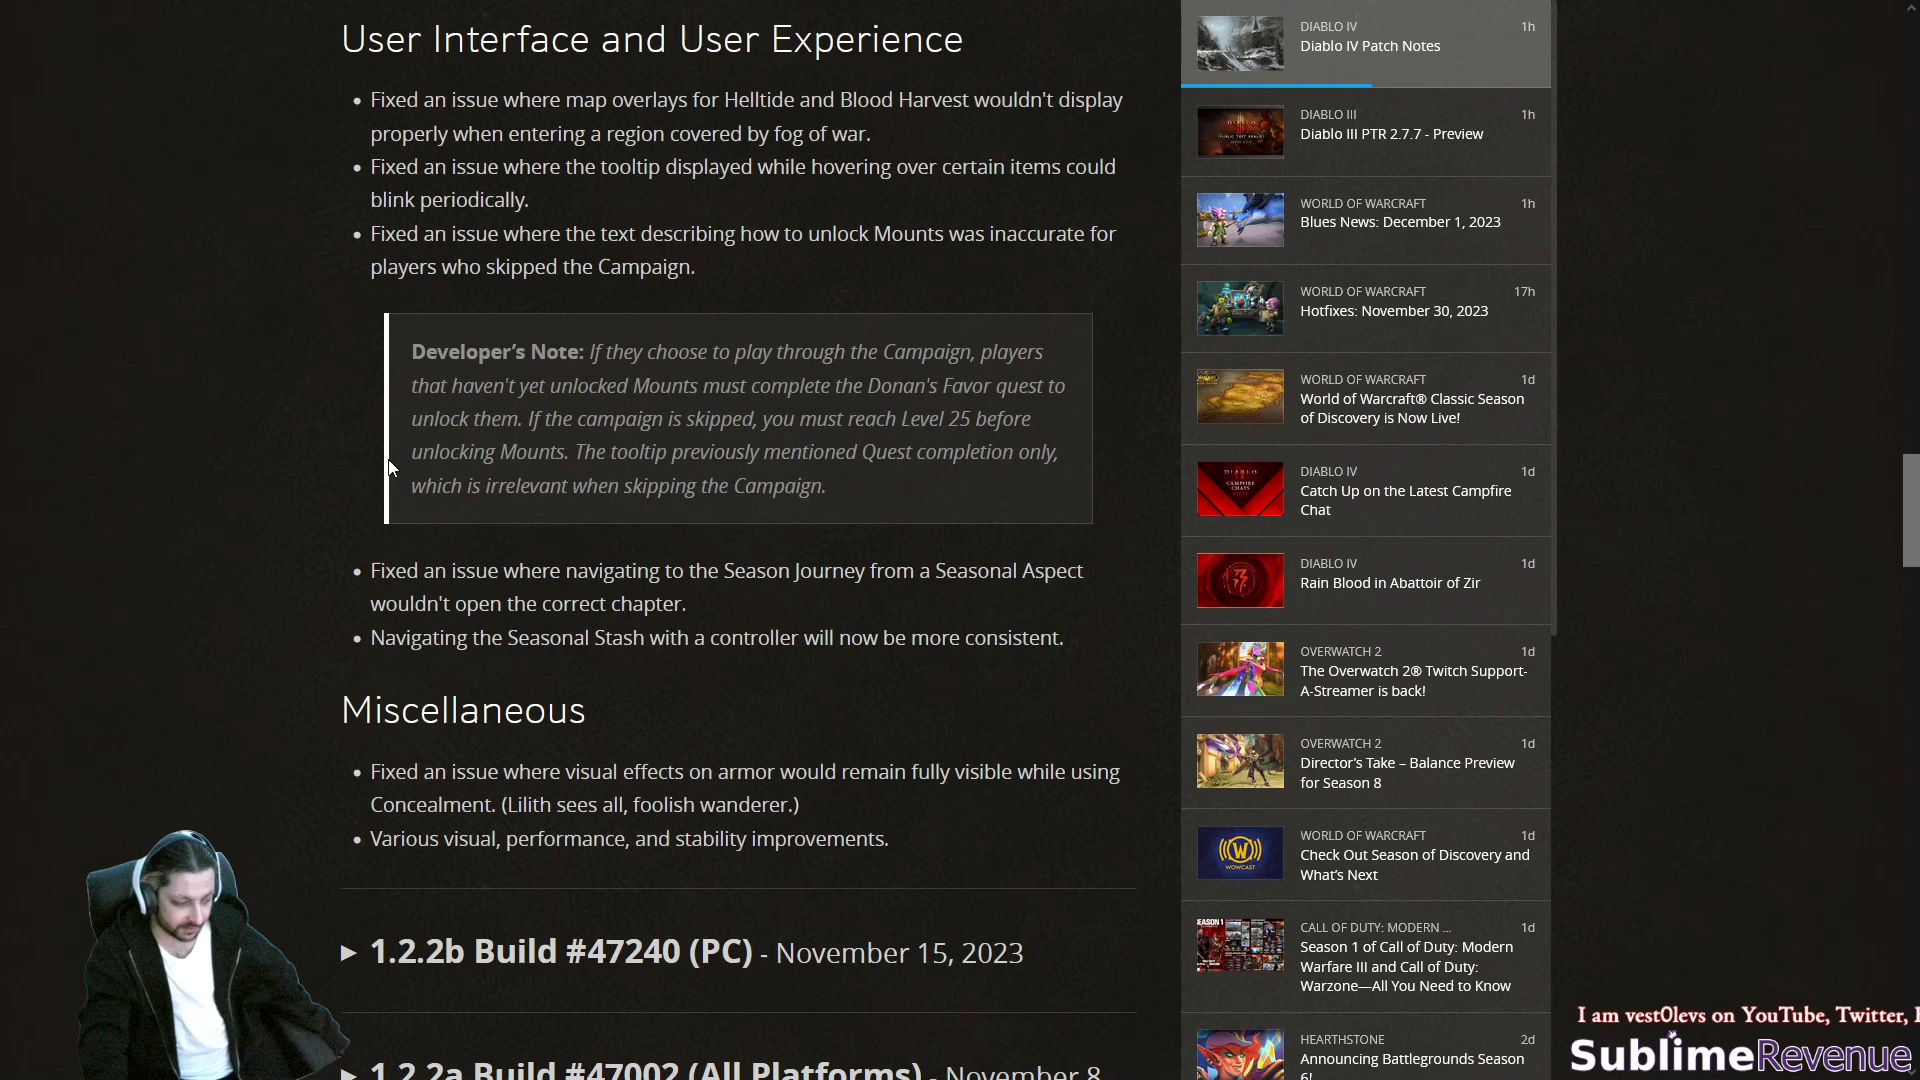 User Interface and User Experience
• Fixed an issue where map overlays for Helltide and Blood Harvest wouldn't display
properly when entering a region covered by fog of war.
• Fixed an issue where the tooltip displayed while hovering over certain items could
blink periodically.
• Fixed an issue where the text describing how to unlock Mounts was inaccurate for
players who skipped the Campaign.
Developer’s Note: If they choose to play through the Campaign, players
that haven't yet unlocked Mounts must complete the Donan's Favor quest to
unlock them. If the campaign is skipped, you must reach Level 25 before
unlocking Mounts. The tooltip previously mentioned Quest completion only,
which is irrelevant when skipping the Campaign.
• Fixed an issue where navigating to the Season Journey from a Seasonal Aspect
wouldn't open the correct chapter.
• Navigating the Seasonal Stash with a controller will now be more consistent.
Miscellaneous
• Fixed an issue where visual effects on armor would remain fully visible while using
Concealment. (Lilith sees all, foolish wanderer.)
• Various visual, performance, and stability improvements.
1.2.2b Build #47240 (PC) - November 15, 2023
1.2.2a Build #47002 (All Platforms) - November 8
DIABLO IV 1h
Diablo IV Patch Notes
DIABLO III 1h
Diablo III PTR 2.7.7 - Preview
WORLD OF WARCRAFT 1h
Blues News: December 1, 2023
WORLD OF WARCRAFT 17h
Hotfixes: November 30, 2023
WORLD OF WARCRAFT 1d
World of Warcraft® Classic Season
of Discovery is Now Live!
DIABLO IV 1d
Catch Up on the Latest Campfire
Chat
DIABLO IV 1d
Rain Blood in Abattoir of Zir
OVERWATCH 2 1d
The Overwatch 2® Twitch Support-
A-Streamer is back!
OVERWATCH 2 1d
Director’s Take – Balance Preview
for Season 8
WORLD OF WARCRAFT 1d
Check Out Season of Discovery and
What’s Next
WOWCAST
CALL OF DUTY: MODERN ... 1d
Season 1 of Call of Duty: Modern
Warfare III and Call of Duty:
Warzone—All You Need to Know
HEARTHSTONE 2d
Announcing Battlegrounds Season
6!
I am vest0levs on YouTube, Twitter,
SublimeRevenue